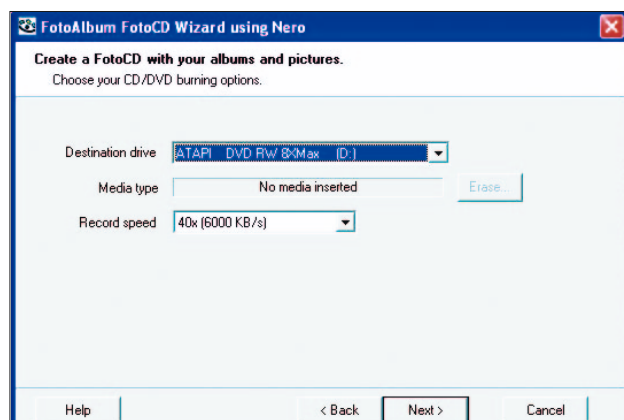 FotoAlbum FotoCD Wizard using Nero
Create a FotoCD with your albums and pictures.
Choose your CD/DVD burning options.
Destination drive ATAPI DVD RW 8XMax (D:)
Media type No media inserted Erase...
Record speed 40x (6000 KB/s)
Help < Back Next > Cancel